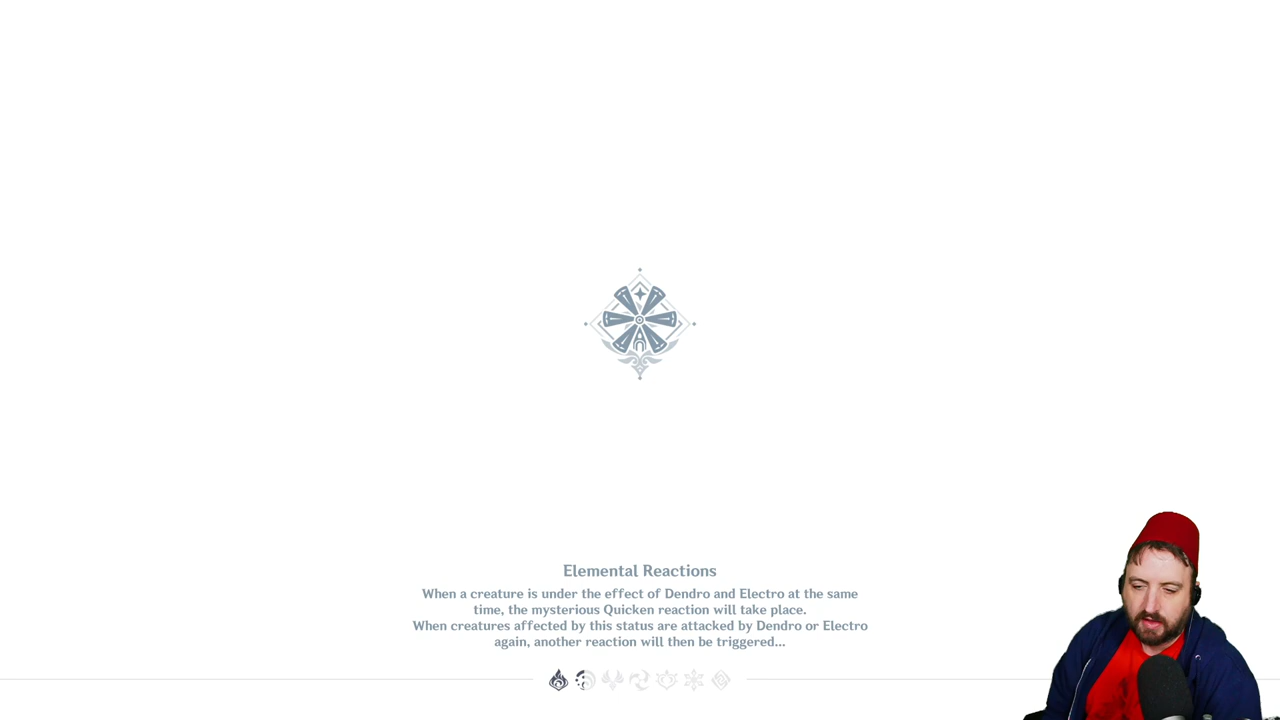 Elemental Reactions
When a creature is under the effect of Dendro and Electro at the same
time, the mysterious Quicken reaction will take place.
When creatures affected by this status are attacked by Dendro or Electro
again, another reaction will then be triggered...